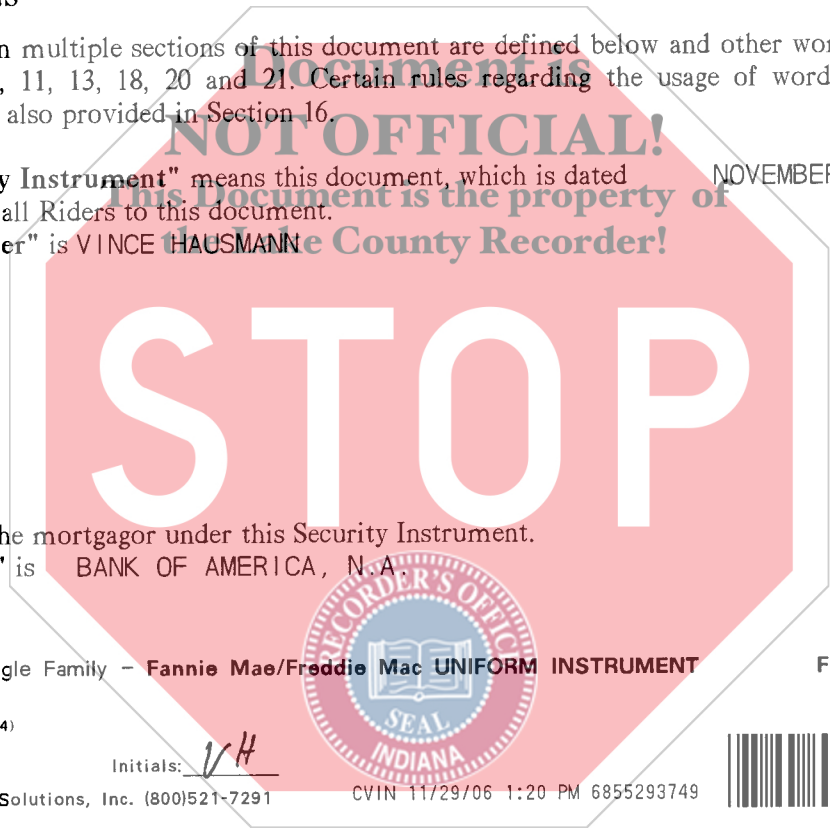 n multiple sections of this document are defined below and other wor
, 11, 13, 18, 20 and 21. Certain rules regarding the usage of word
also provided in Section 16.
y Instrument" means this document, which is dated NOVEMBER
all Riders to this document.
er" is VINCE HAUSMANN
Document is
NOT OFFICIAL!
This Document is the property of
the Lake County Recorder!
STOP
he mortgagor under this Security Instrument.
" is BANK OF AMERICA, N.A.
RECORDER'S OFFICE
SEAL
INDIANA
gle Family – Fannie Mae/Freddie Mac UNIFORM INSTRUMENT F
4)
Initials: VH
Solutions, Inc. (800)521-7291
CVIN 11/29/06 1:20 PM 6855293749